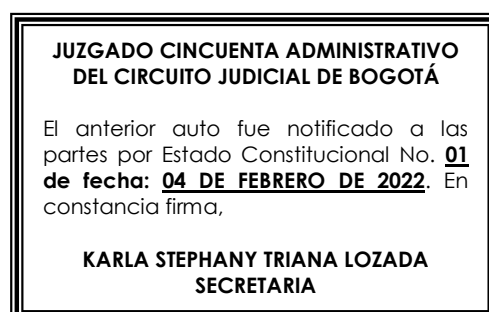 JUZGADO CINCUENTA ADMINISTRATIVO
DEL CIRCUITO JUDICIAL DE BOGOTÁ
El anterior auto fue notificado a las
partes por Estado Constitucional No. 01
de fecha: 04 DE FEBRERO DE 2022. En
constancia firma,
KARLA STEPHANY TRIANA LOZADA
SECRETARIA